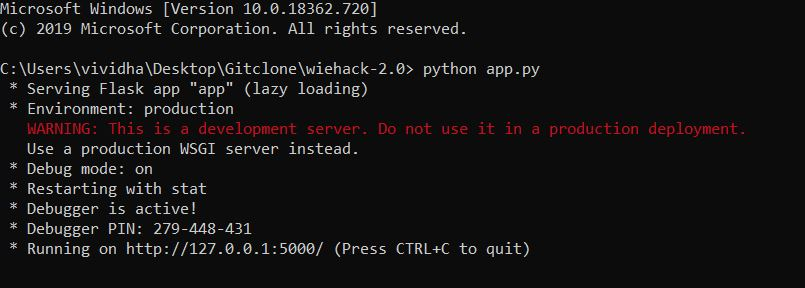 Microsoft Windows [Version 10.0.18362.720]
(c) 2019 Microsoft Corporation. All rights reserved.
C:\Users\vividha\Desktop\Gitclone\wiehack-2.0> python app.py
* Serving Flask app "app" (lazy loading)
* Environment: production
WARNING: This is a development server. Do not use it in a production deployment.
Use a production WSGI server instead.
* Debug mode: on
* Restarting with stat
* Debugger is active!
* Debugger PIN: 279-448-431
* Running on http://127.0.0.1:5000/ (Press CTRL+C to quit)